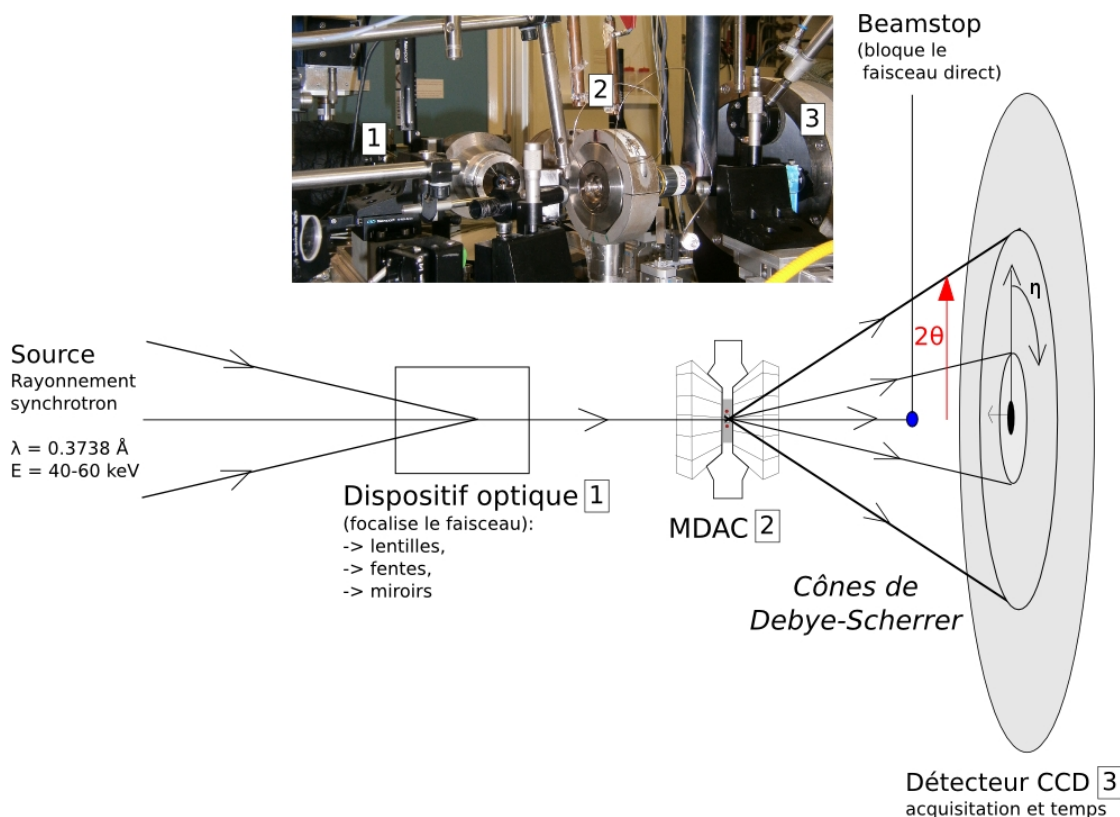 Beamstop
(bloque le
faisceau direct)
1
2
3
η
2θ
Source
Rayonnement
synchrotron
λ = 0.3738 Å
E = 40-60 keV
Dispositif optique 1
(focalise le faisceau):
-> lentilles,
-> fentes,
-> miroirs
MDAC 2
Cônes de
Debye-Scherrer
Détecteur CCD 3
acquisitation et temps